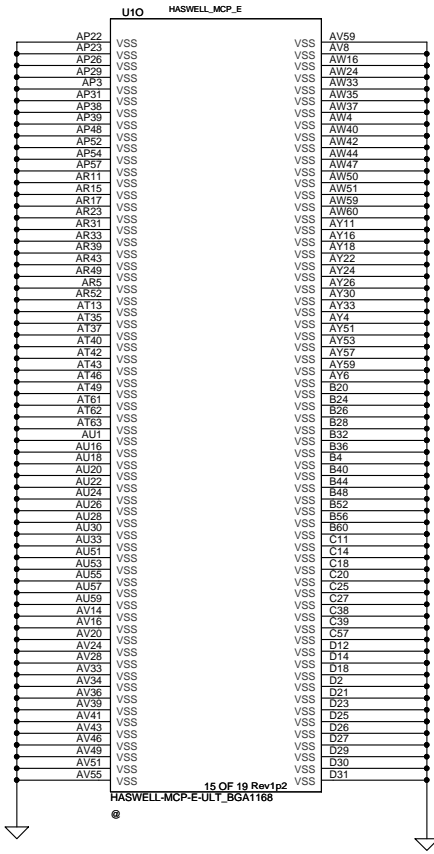 U1O HASWELL_MCP_E
AP22 VSS VSS AV59
AP23 VSS VSS AV8
AP26 VSS VSS AW16
AP29 VSS VSS AW24
AP3 VSS VSS AW33
AP31 VSS VSS AW35
AP38 VSS VSS AW37
AP39 VSS VSS AW4
AP48 VSS VSS AW40
AP52 VSS VSS AW42
AP54 VSS VSS AW44
AP57 VSS VSS AW47
AR11 VSS VSS AW50
AR15 VSS VSS AW51
AR17 VSS VSS AW59
AR23 VSS VSS AW60
AR31 VSS VSS AY11
AR33 VSS VSS AY16
AR39 VSS VSS AY18
AR43 VSS VSS AY22
AR49 VSS VSS AY24
AR5 VSS VSS AY26
AR52 VSS VSS AY30
AT13 VSS VSS AY33
AT35 VSS VSS AY4
AT37 VSS VSS AY51
AT40 VSS VSS AY53
AT42 VSS VSS AY57
AT43 VSS VSS AY59
AT46 VSS VSS AY6
AT49 VSS VSS B20
AT61 VSS VSS B24
AT62 VSS VSS B26
AT63 VSS VSS B28
AU1 VSS VSS B32
AU16 VSS VSS B36
AU18 VSS VSS B4
AU20 VSS VSS B40
AU22 VSS VSS B44
AU24 VSS VSS B48
AU26 VSS VSS B52
AU28 VSS VSS B56
AU30 VSS VSS B60
AU33 VSS VSS C11
AU51 VSS VSS C14
AU53 VSS VSS C18
AU55 VSS VSS C20
AU57 VSS VSS C25
AU59 VSS VSS C27
AV14 VSS VSS C38
AV16 VSS VSS C39
AV20 VSS VSS C57
AV24 VSS VSS D12
AV28 VSS VSS D14
AV33 VSS VSS D18
AV34 VSS VSS D2
AV36 VSS VSS D21
AV39 VSS VSS D23
AV41 VSS VSS D25
AV43 VSS VSS D26
AV46 VSS VSS D27
AV49 VSS VSS D29
AV51 VSS VSS D30
AV55 VSS VSS D31
15 OF 19 Rev1p2
HASWELL-MCP-E-ULT_BGA1168
@